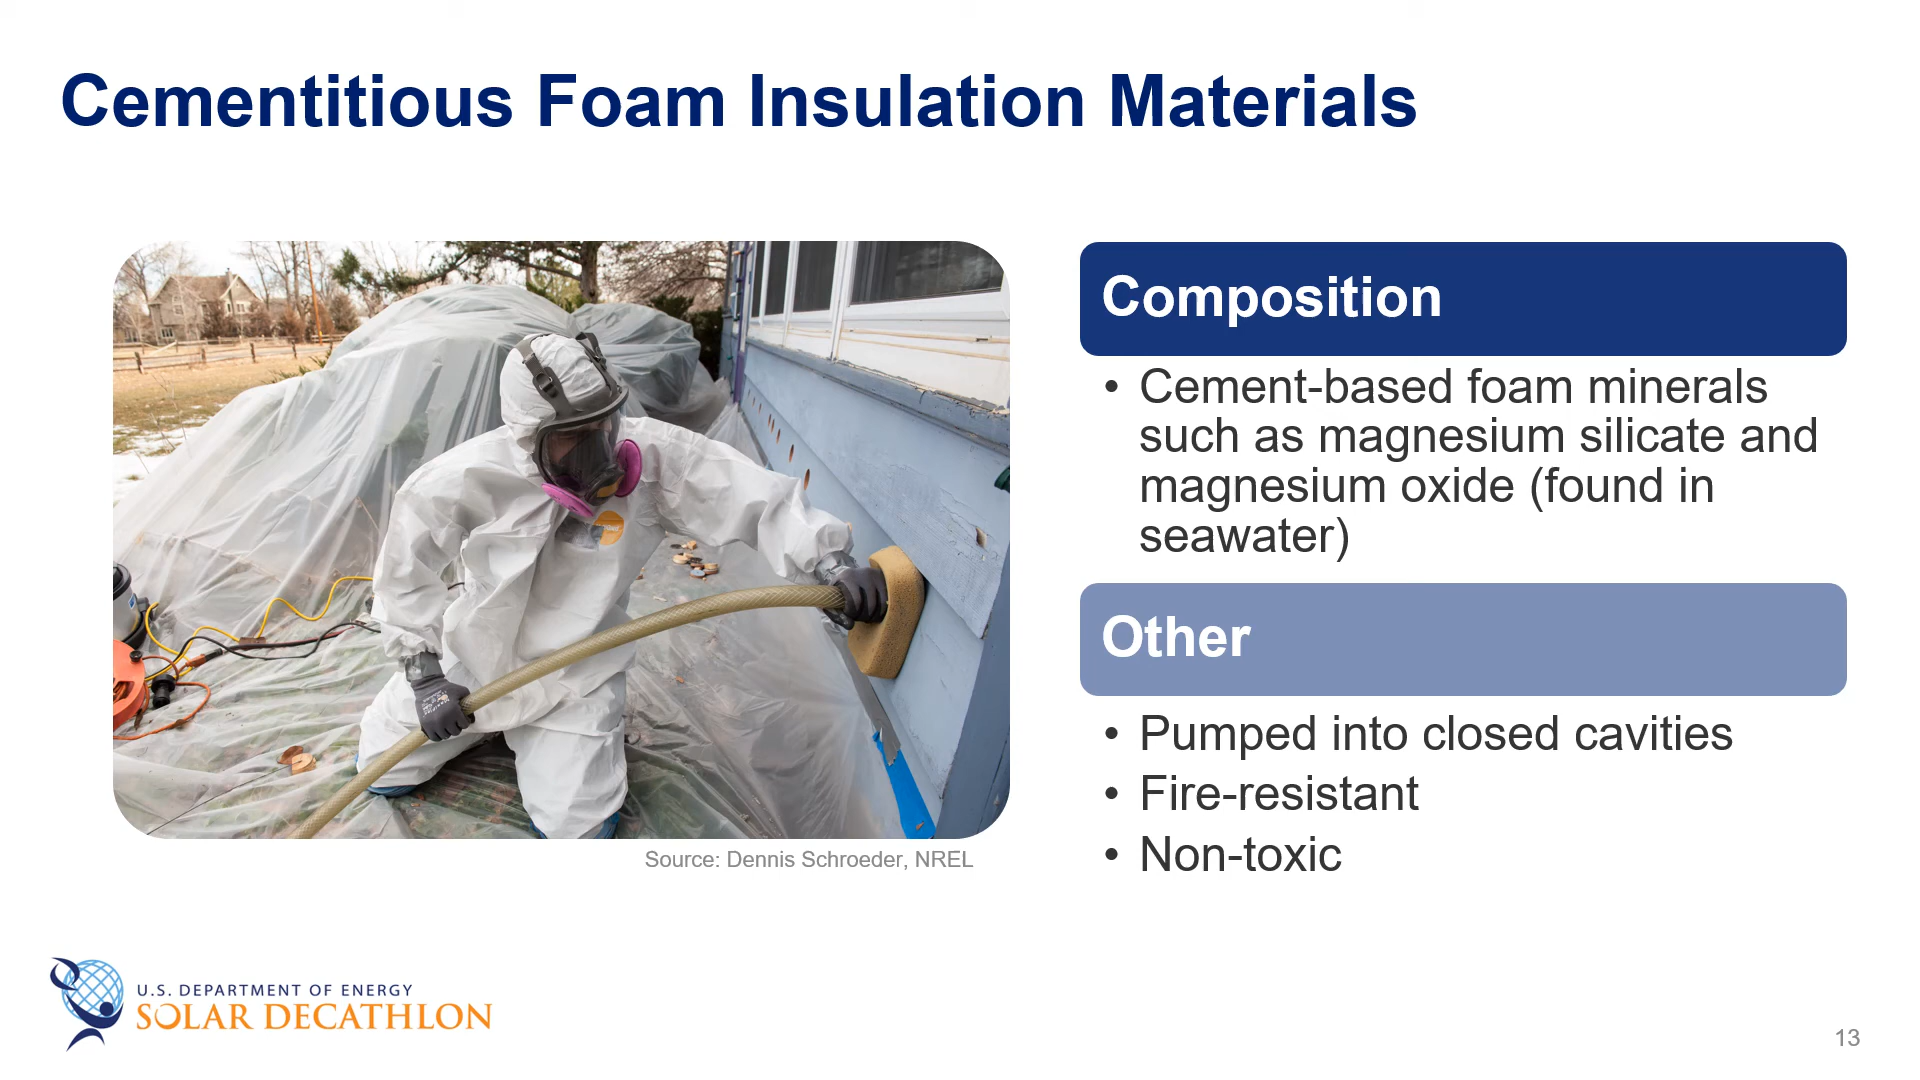 Cementitious Foam Insulation Materials
Composition
• Cement-based foam minerals
such as magnesium silicate and
magnesium oxide (found in
seawater)
Other
• Pumped into closed cavities
• Fire-resistant
• Non-toxic
Source: Dennis Schroeder, NREL
U.S. DEPARTMENT OF ENERGY
SOLAR DECATHLON
13